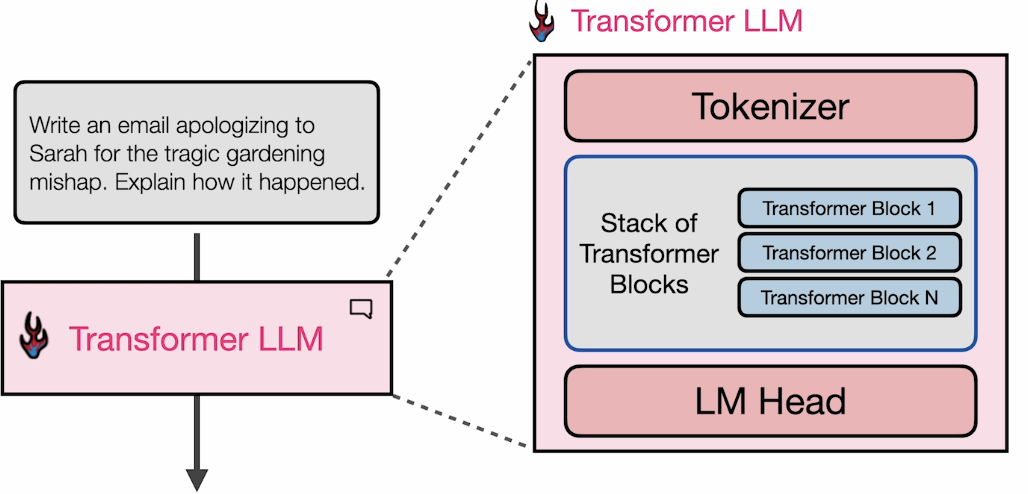 Transformer LLM
Write an email apologizing to
Sarah for the tragic gardening
mishap. Explain how it happened.
Transformer LLM
Tokenizer
Stack of
Transformer
Blocks
Transformer Block 1
Transformer Block 2
Transformer Block N
LM Head